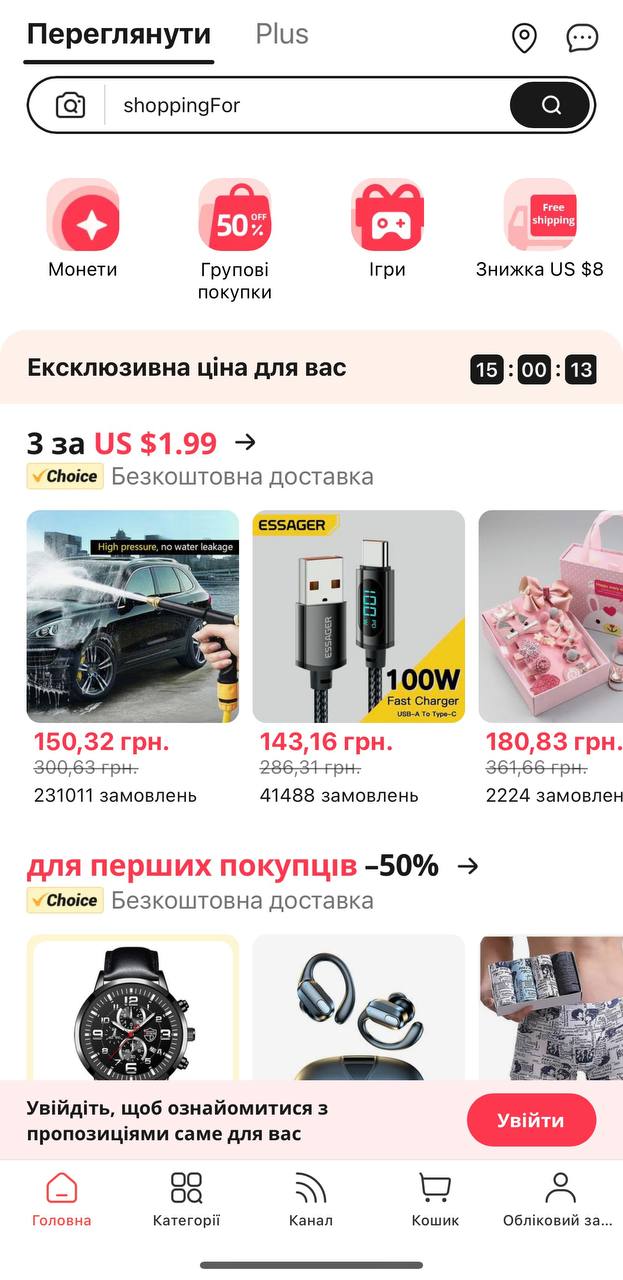 Переглянути
Plus
shoppingFor
50% OFF
Free
shipping
Монети
Групові
покупки
Ігри
Знижка US $8
Ексклюзивна ціна для вас
15:00:13
3 за US $1.99 →
Choice
Безкоштовна доставка
High pressure, no water leakage
ESSAGER
ESSAGER
100 PD W
100W
Fast Charger
USB-A To Type-C
150,32 грн.
143,16 грн.
180,83 грн.
300,63 грн.
286,31 грн.
361,66 грн.
231011 замовлень
41488 замовлень
2224 замовлен
для перших покупців –50% →
Choice
Безкоштовна доставка
Увійдіть, щоб ознайомитися з
пропозиціями саме для вас
Увійти
Головна
Категорії
Канал
Кошик
Обліковий за...